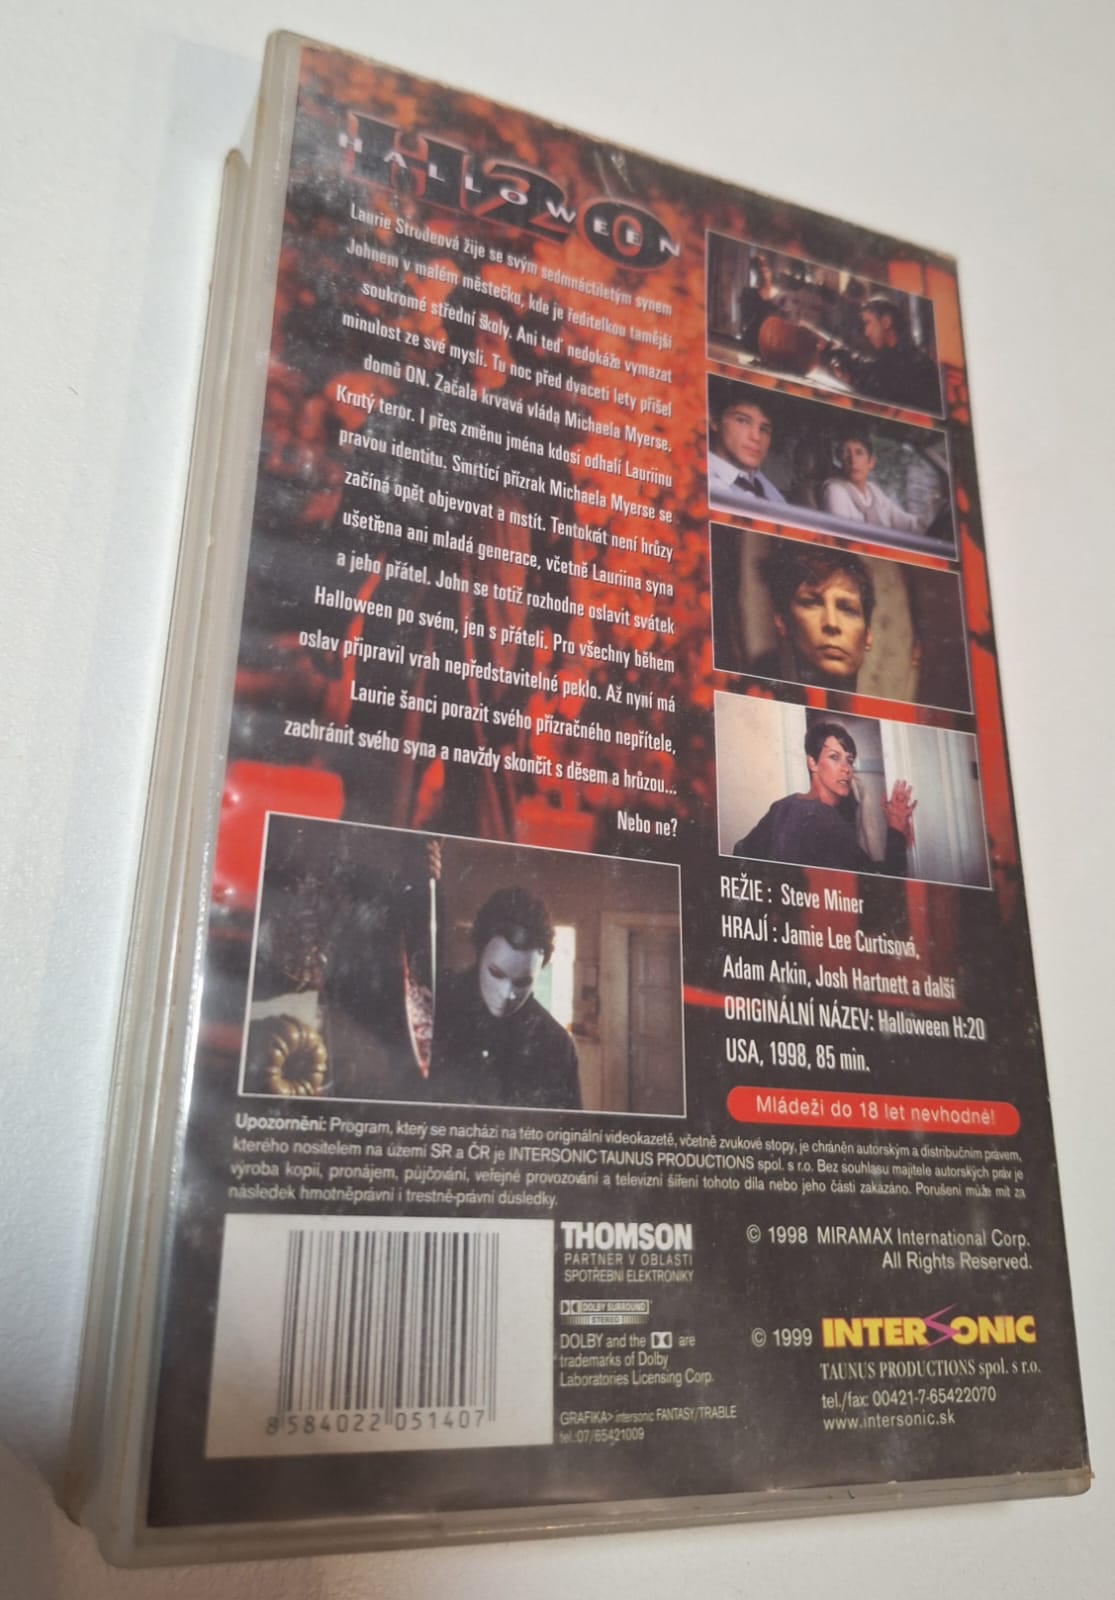 H20
HALLOWEEN
Laurie Strodeová žije se svým sedmnáctiletým synem
Johnem v malém městečku, kde je ředitelkou tamější
soukromé střední školy. Ani teď nedokáže vymazat
minulost ze své mysli. Tu noc před dvaceti lety přišel
domů ON. Začala krvavá vláda Michaela Myerse.
Krutý teror. I přes změnu jména kdosi odhalí Lauriinu
pravou identitu. Smrtící přízrak Michaela Myerse se
začíná opět objevovat a mstít. Tentokrát není hrůzy
ušetřena ani mladá generace, včetně Lauriina syna
a jeho přátel. John se totiž rozhodne oslavit svátek
Halloween po svém, jen s přáteli. Pro všechny během
oslav připravil vrah nepředstavitelné peklo. Až nyní má
Laurie šanci porazit svého přízračného nepřítele,
zachránit svého syna a navždy skončit s děsem a hrůzou...
Nebo ne?
REŽIE : Steve Miner
HRAJÍ : Jamie Lee Curtisová,
Adam Arkin, Josh Hartnett a další
ORIGINÁLNÍ NÁZEV: Halloween H:20
USA, 1998, 85 min.
Mládeži do 18 let nevhodné!
Upozornění: Program, který se nachází na této originální videokazetě, včetně zvukové stopy, je chráněn autorským a distribučním právem,
kterého nositelem na území SR a ČR je INTERSONIC TAUNUS PRODUCTIONS spol. s r.o. Bez souhlasu majitele autorských práv je
výroba kopií, pronájem, půjčování, veřejné provozování a televizní šíření tohoto díla nebo jeho části zakázáno. Porušení může mít za
následek hmotněprávní i trestně-právní důsledky.
8584022051407
THOMSON
PARTNER V OBLASTI
SPOTŘEBNÍ ELEKTRONIKY
DOLBY SURROUND
STEREO
DOLBY and the are
trademarks of Dolby
Laboratories Licensing Corp.
GRAFIKA> intersonic FANTASY/TRABLE
tel.:07/65421009
© 1998 MIRAMAX International Corp.
All Rights Reserved.
© 1999 INTERSONIC
TAUNUS PRODUCTIONS spol. s r.o.
tel./fax: 00421-7-65422070
www.intersonic.sk